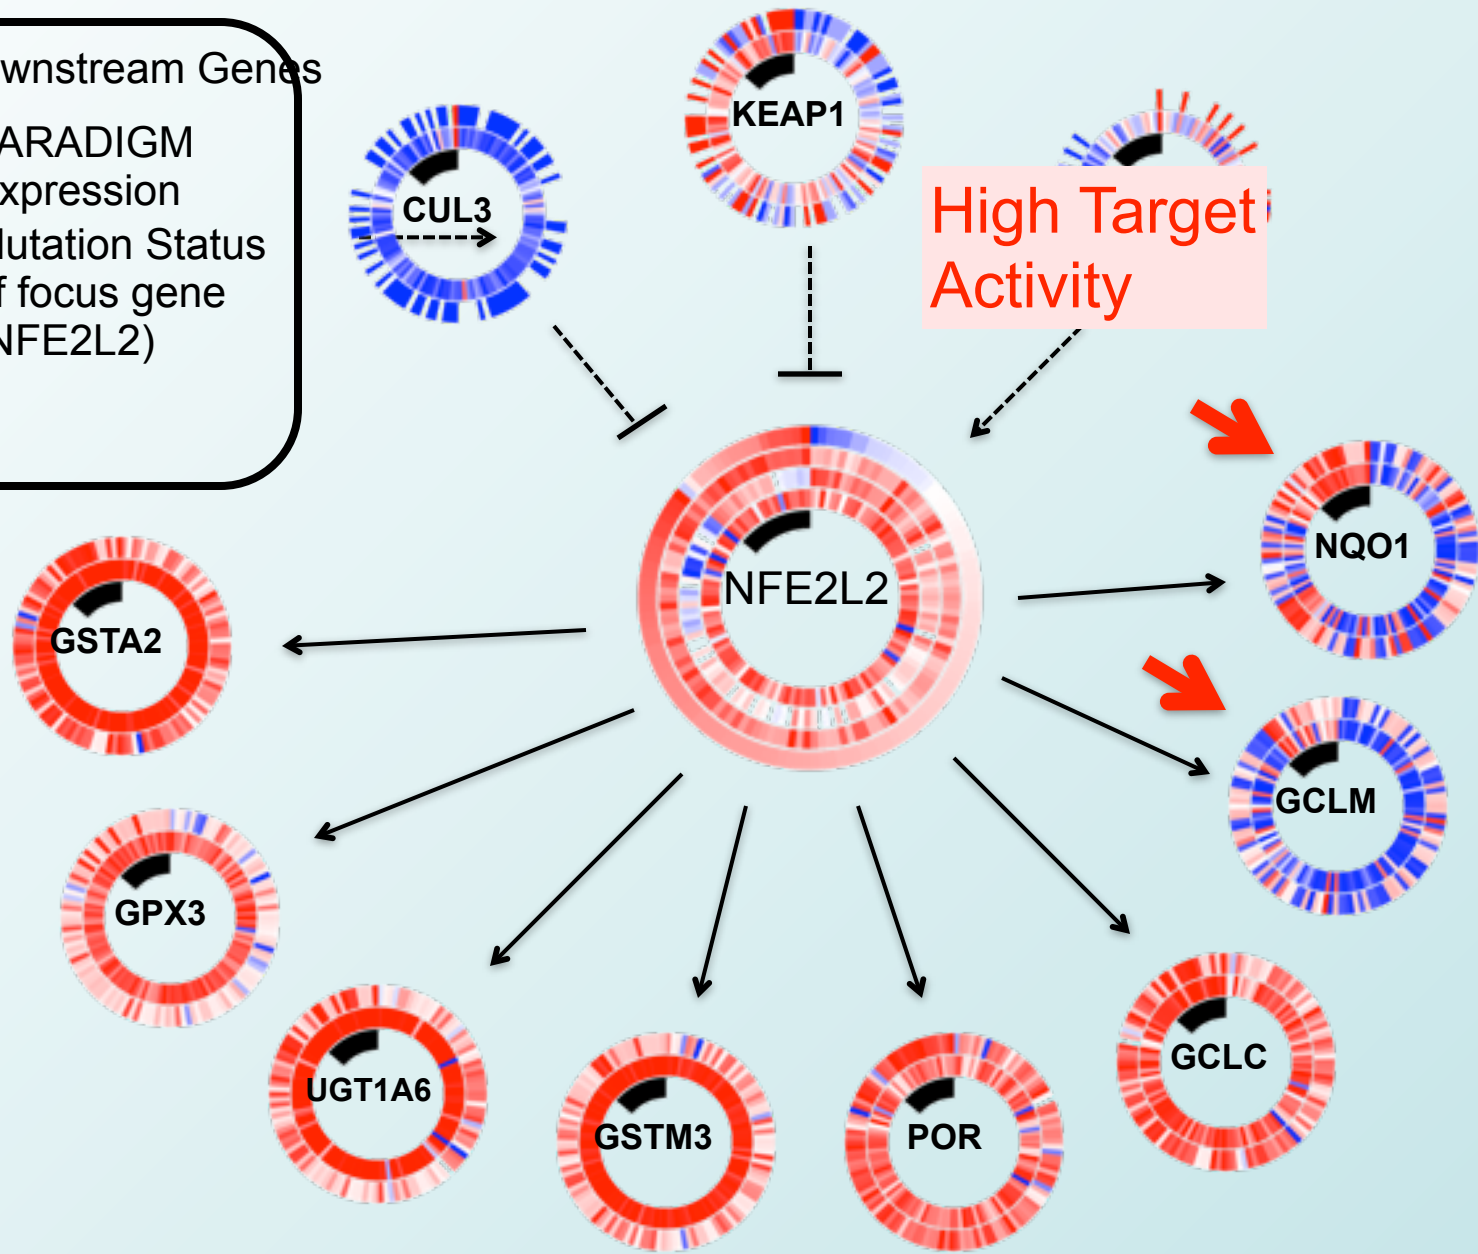 wnstream Genes
ARADIGM
xpression
utation Status
f focus gene
NFE2L2)
CUL3
KEAP1
High Target
Activity
NFE2L2
NQO1
GSTA2
GCLM
GPX3
GCLC
UGT1A6
GSTM3
POR